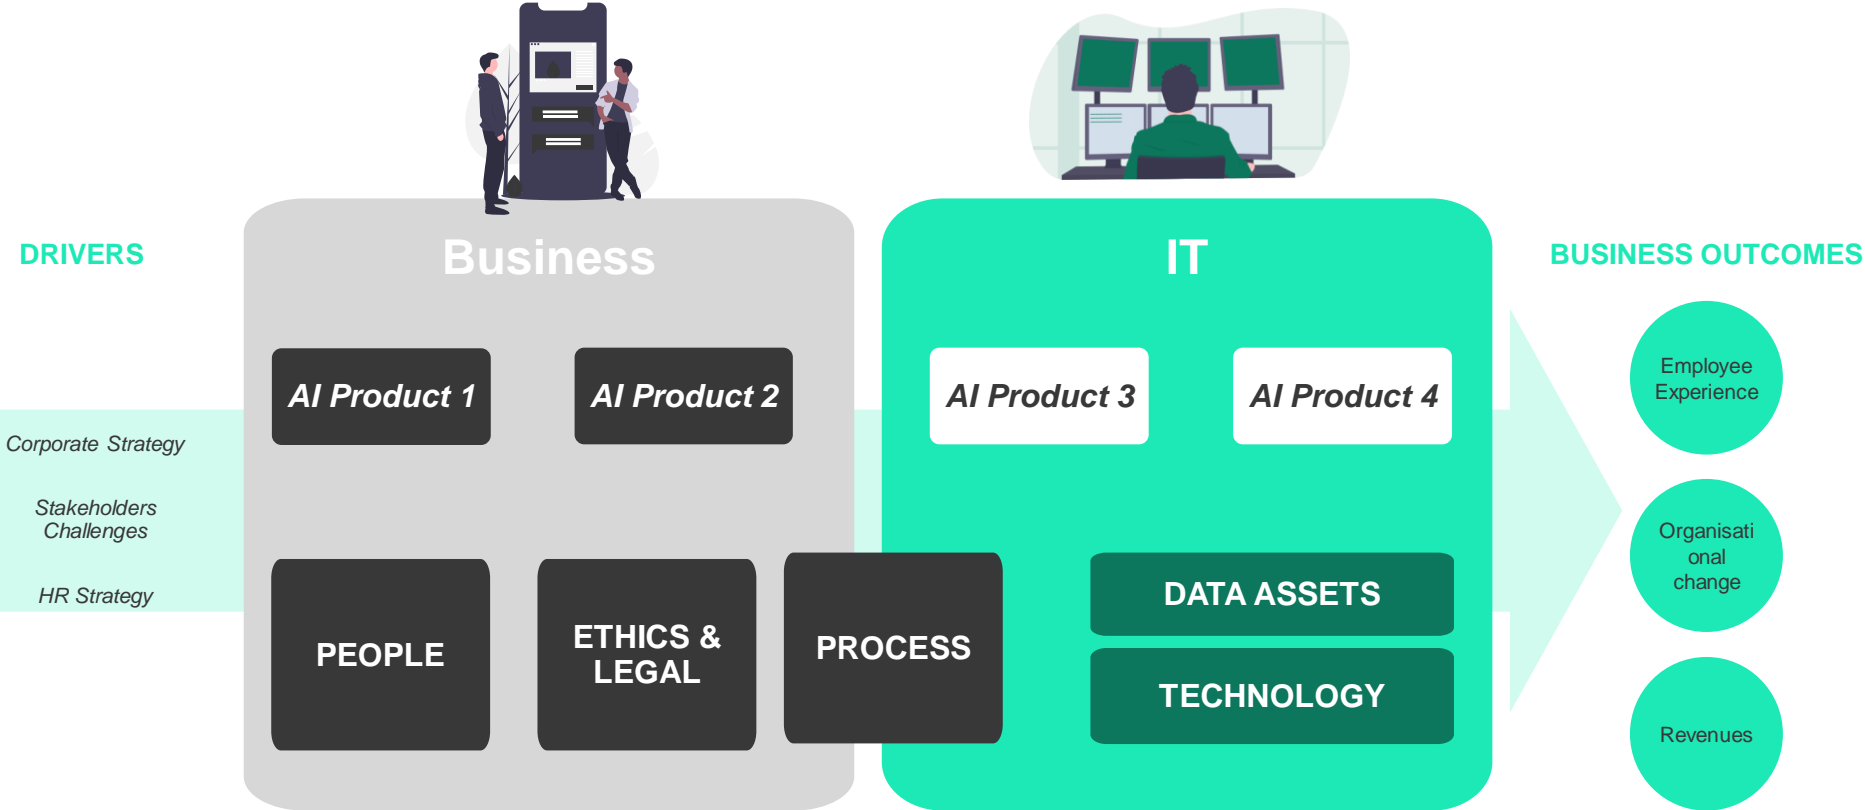 DRIVERS
Business
IT
BUSINESS OUTCOMES
AI Product 1
AI Product 2
AI Product 3
AI Product 4
Corporate Strategy
Stakeholders
Challenges
HR Strategy
PEOPLE
ETHICS &
LEGAL
PROCESS
DATA ASSETS
TECHNOLOGY
Employee
Experience
Organisati
onal
change
Revenues